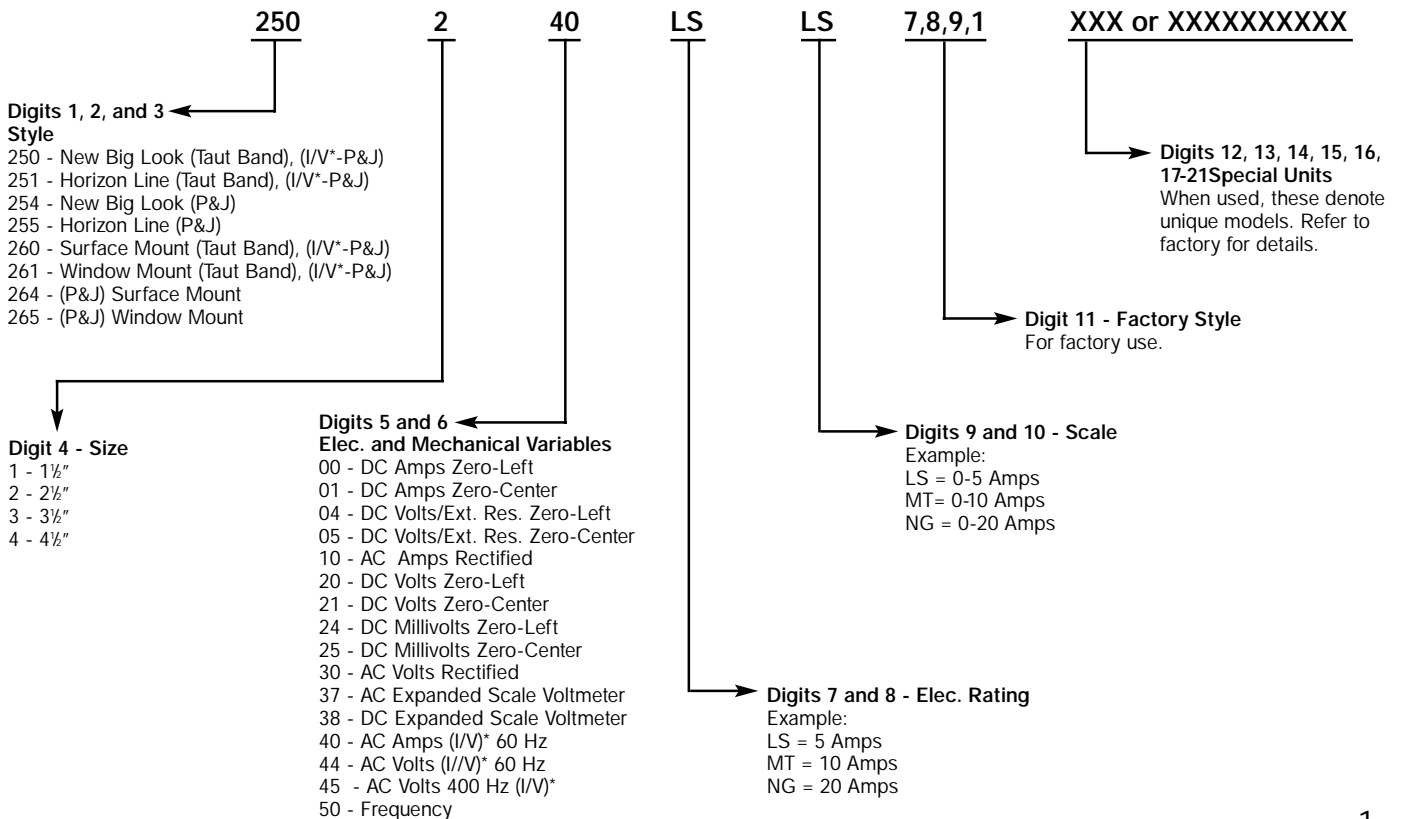 250 2 40 LS LS 7,8,9,1 XXX or XXXXXXXXXX
Digits 1, 2, and 3
Style
250 - New Big Look (Taut Band), (I/V*-P&J)
251 - Horizon Line (Taut Band), (I/V*-P&J)
254 - New Big Look (P&J)
255 - Horizon Line (P&J)
260 - Surface Mount (Taut Band), (I/V*-P&J)
261 - Window Mount (Taut Band), (I/V*-P&J)
264 - (P&J) Surface Mount
265 - (P&J) Window Mount
Digits 12, 13, 14, 15, 16,
17-21Special Units
When used, these denote
unique models. Refer to
factory for details.
Digit 11 - Factory Style
For factory use.
Digit 4 - Size
1 - 1½"
2 - 2½"
3 - 3½"
4 - 4½"
Digits 5 and 6
Elec. and Mechanical Variables
00 - DC Amps Zero-Left
01 - DC Amps Zero-Center
04 - DC Volts/Ext. Res. Zero-Left
05 - DC Volts/Ext. Res. Zero-Center
10 - AC Amps Rectified
20 - DC Volts Zero-Left
21 - DC Volts Zero-Center
24 - DC Millivolts Zero-Left
25 - DC Millivolts Zero-Center
30 - AC Volts Rectified
37 - AC Expanded Scale Voltmeter
38 - DC Expanded Scale Voltmeter
40 - AC Amps (I/V)* 60 Hz
44 - AC Volts (I//V)* 60 Hz
45 - AC Volts 400 Hz (I/V)*
50 - Frequency
Digits 9 and 10 - Scale
Example:
LS = 0-5 Amps
MT= 0-10 Amps
NG = 0-20 Amps
Digits 7 and 8 - Elec. Rating
Example:
LS = 5 Amps
MT = 10 Amps
NG = 20 Amps